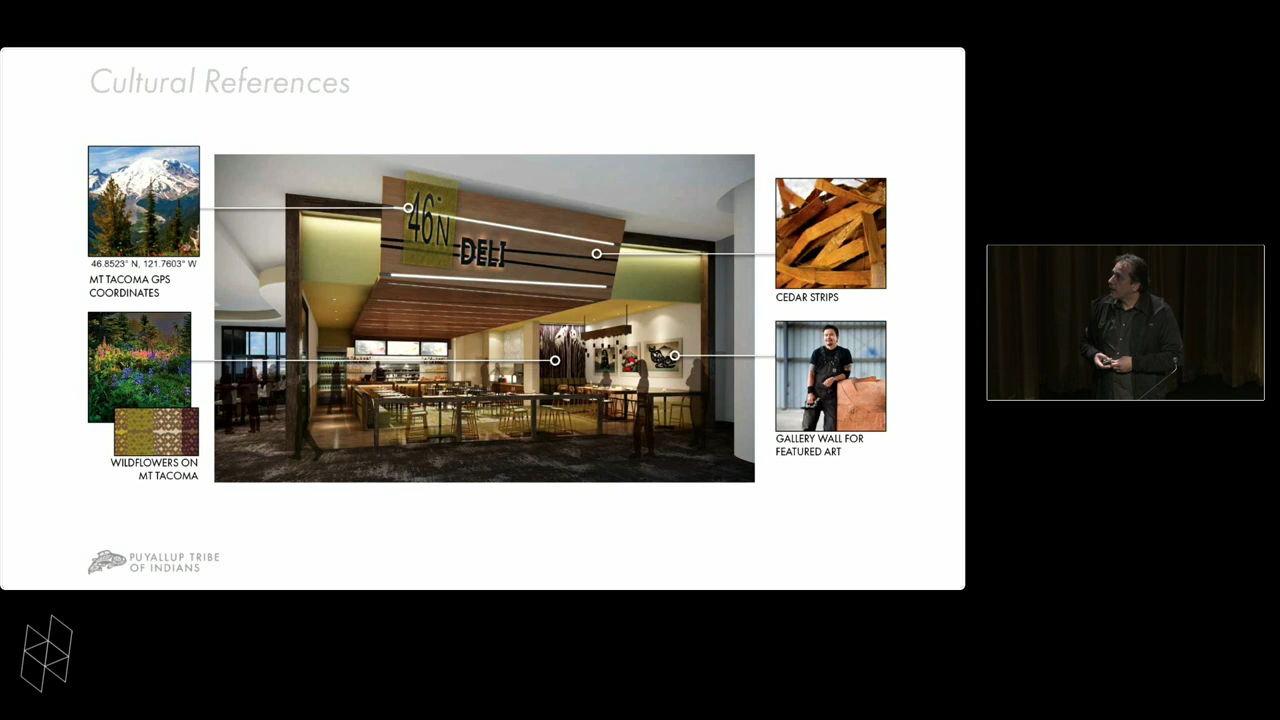 Cultural References
46.8523° N, 121.7603° W
MT TACOMA GPS
COORDINATES
WILDFLOWERS ON
MT TACOMA
46°N
DELI
CEDAR STRIPS
GALLERY WALL FOR
FEATURED ART
PUYALLUP TRIBE
OF INDIANS